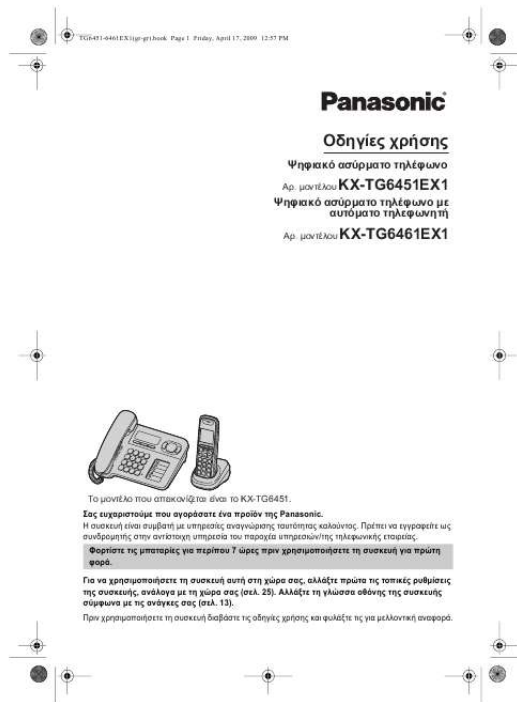 TG6451-6461EX1(gr-gr).book Page 1 Friday, April 17, 2009 12:57 PM
Panasonic®
Οδηγίες χρήσης
Ψηφιακό ασύρματο τηλέφωνο
Αρ. μοντέλου KX-TG6451EX1
Ψηφιακό ασύρματο τηλέφωνο με
αυτόματο τηλεφωνητή
Αρ. μοντέλου KX-TG6461EX1
Το μοντέλο που απεικονίζεται είναι το KX-TG6451.
Σας ευχαριστούμε που αγοράσατε ένα προϊόν της Panasonic.
Η συσκευή είναι συμβατή με υπηρεσίες αναγνώρισης ταυτότητας καλούντος. Πρέπει να εγγραφείτε ως
συνδρομητής στην αντίστοιχη υπηρεσία του παροχέα υπηρεσιών/της τηλεφωνικής εταιρείας.
Φορτίστε τις μπαταρίες για περίπου 7 ώρες πριν χρησιμοποιήσετε τη συσκευή για πρώτη
φορά.
Για να χρησιμοποιήσετε τη συσκευή αυτή στη χώρα σας, αλλάξτε πρώτα τις τοπικές ρυθμίσεις
της συσκευής, ανάλογα με τη χώρα σας (σελ. 25). Αλλάξτε τη γλώσσα οθόνης της συσκευής
σύμφωνα με τις ανάγκες σας (σελ. 13).
Πριν χρησιμοποιήσετε τη συσκευή διαβάστε τις οδηγίες χρήσης και φυλάξτε τις για μελλοντική αναφορά.